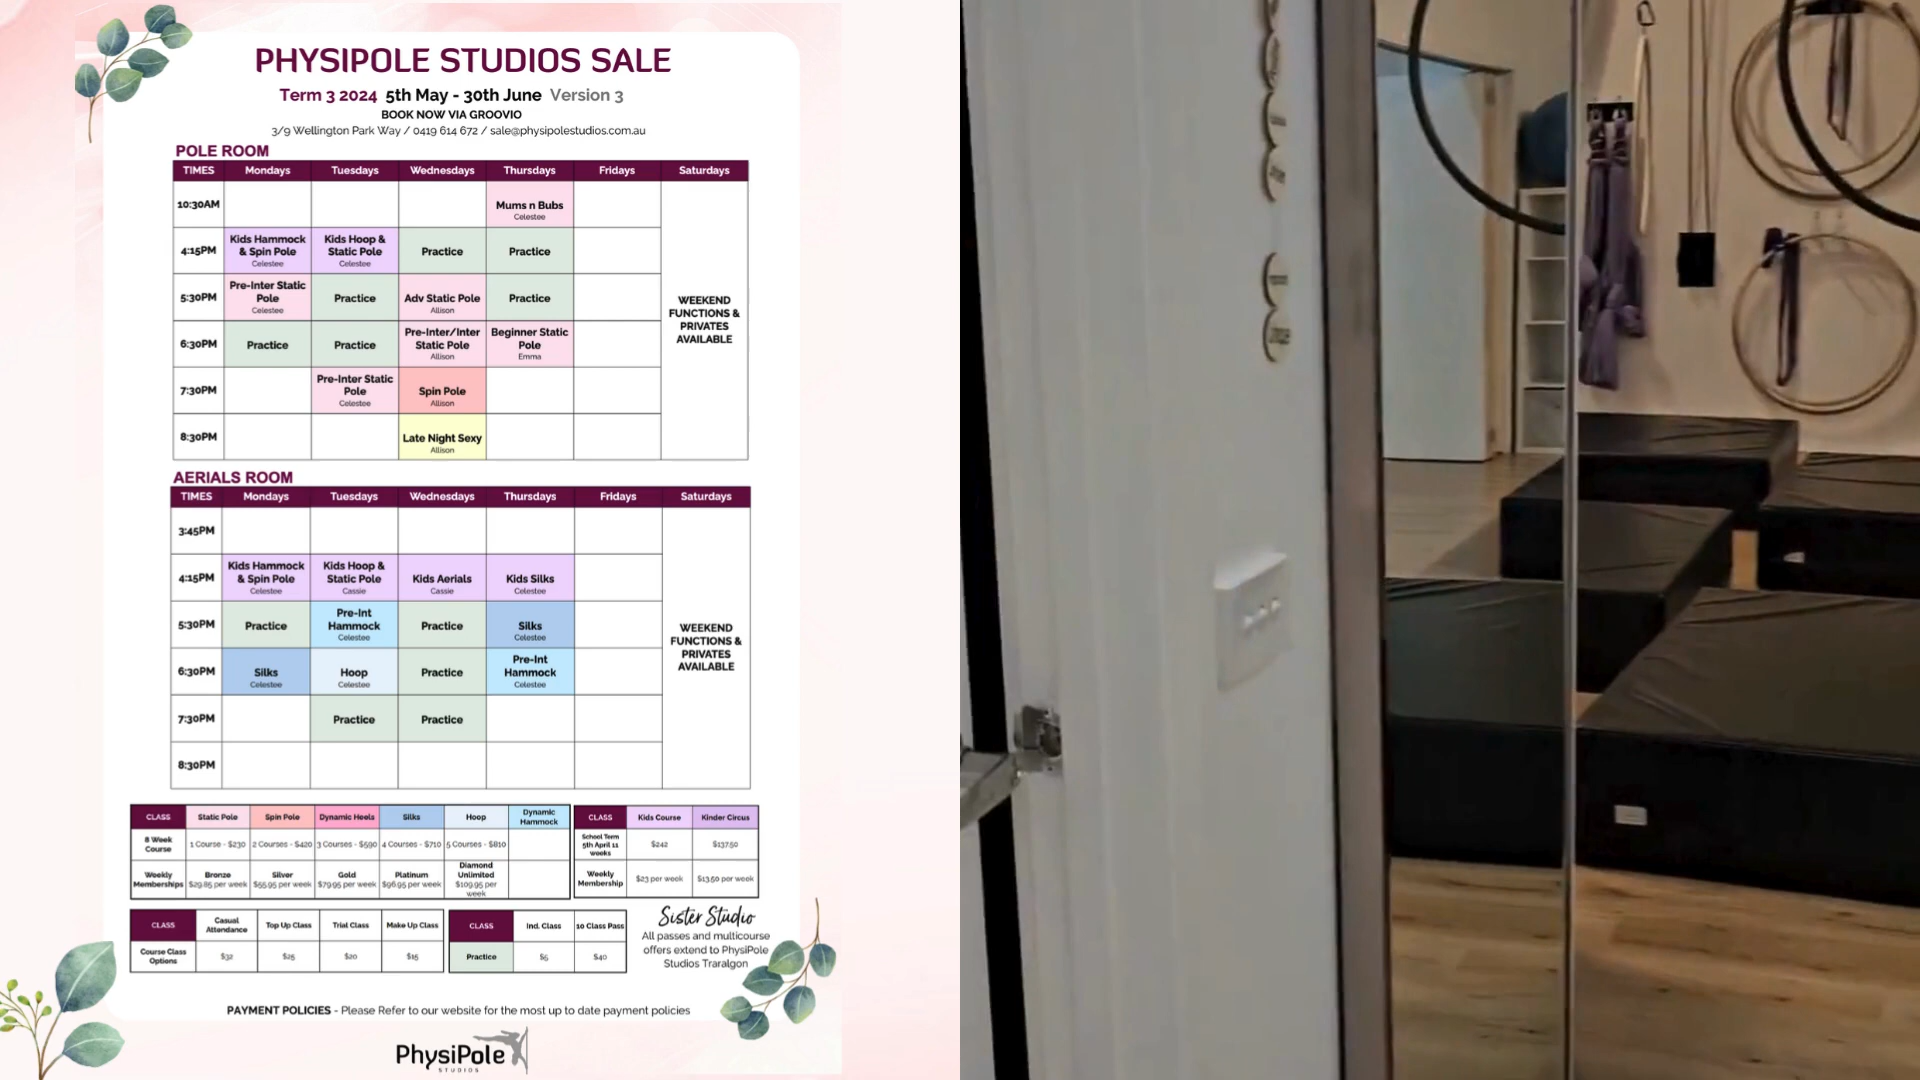 PHYSIPOLE STUDIOS SALE
Term 3 2024 5th May - 30th June Version 3
BOOK NOW VIA GROOVIO
3/9 Wellington Park Way / 0419 614 672 / sale@physipolestudios.com.au
POLE ROOM
TIMES Mondays Tuesdays Wednesdays Thursdays Fridays Saturdays
10:30AM Mums n Bubs
Celestee
4:15PM Kids Hammock & Spin Pole Kids Hoop & Static Pole Practice Practice
Celestee Celestee
5:30PM Pre-Inter Static Pole Practice Adv Static Pole Practice
Celestee Allison
6:30PM Practice Practice Pre-Inter/Inter Static Pole Beginner Static Pole
Allison Emma
7:30PM Pre-Inter Static Pole Spin Pole
Celestee Allison
8:30PM Late Night Sexy
Allison
WEEKEND
FUNCTIONS &
PRIVATES
AVAILABLE
AERIALS ROOM
TIMES Mondays Tuesdays Wednesdays Thursdays Fridays Saturdays
3:45PM
4:15PM Kids Hammock & Spin Pole Kids Hoop & Static Pole Kids Aerials Kids Silks
Celestee Cassie Cassie Celestee
5:30PM Practice Pre-Int Hammock Practice Silks
Celestee Celestee
6:30PM Silks Hoop Practice Pre-Int Hammock
Celestee Celestee Celestee
7:30PM Practice Practice
8:30PM
WEEKEND
FUNCTIONS &
PRIVATES
AVAILABLE
CLASS Static Pole Spin Pole Dynamic Heels Silks Hoop Dynamic Hammock
8 Week Course 1 Course - $230 2 Courses - $420 3 Courses - $590 4 Courses - $710 5 Courses - $810
Weekly Memberships Bronze $29.85 per week Silver $55.95 per week Gold $79.95 per week Platinum $96.95 per week Diamond Unlimited $109.95 per week
CLASS Kids Course Kinder Circus
School Term 5th April 11 weeks $242 $137.50
Weekly Membership $23 per week $13.50 per week
CLASS Casual Attendance Top Up Class Trial Class Make Up Class
Course Class Options $32 $25 $20 $15
CLASS Ind. Class 10 Class Pass
Practice $5 $40
Sister Studio
All passes and multicourse
offers extend to PhysiPole
Studios Traralgon
PAYMENT POLICIES - Please Refer to our website for the most up to date payment policies
PhysiPole
STUDIOS